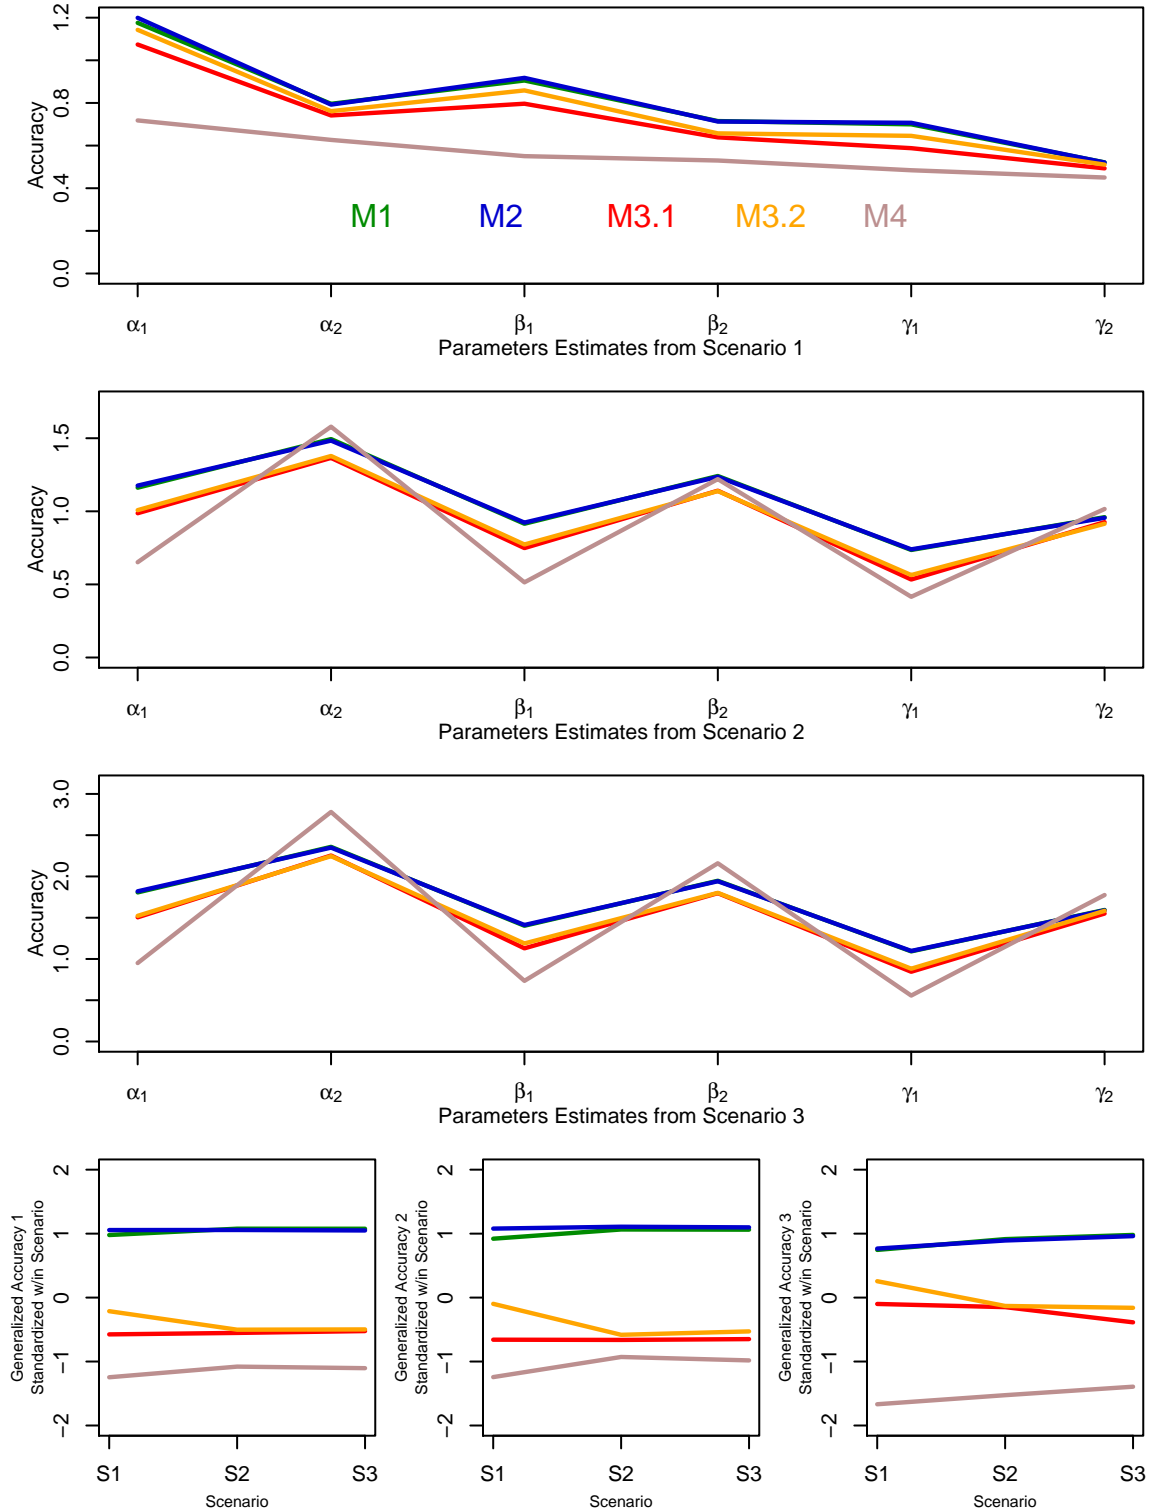 1.2
0.8
0.4
0.0
Accuracy
M1 M2 M3.1 M3.2 M4
α1 α2 β1 β2 γ1 γ2
Parameters Estimates from Scenario 1
1.5
1.0
0.5
0.0
Accuracy
α1 α2 β1 β2 γ1 γ2
Parameters Estimates from Scenario 2
3.0
2.0
1.0
0.0
Accuracy
α1 α2 β1 β2 γ1 γ2
Parameters Estimates from Scenario 3
Generalized Accuracy 1
Standardized w/in Scenario
2
1
0
−1
−2
S1 S2 S3
Scenario
Generalized Accuracy 2
Standardized w/in Scenario
2
1
0
−1
−2
S1 S2 S3
Scenario
Generalized Accuracy 3
Standardized w/in Scenario
2
1
0
−1
−2
S1 S2 S3
Scenario